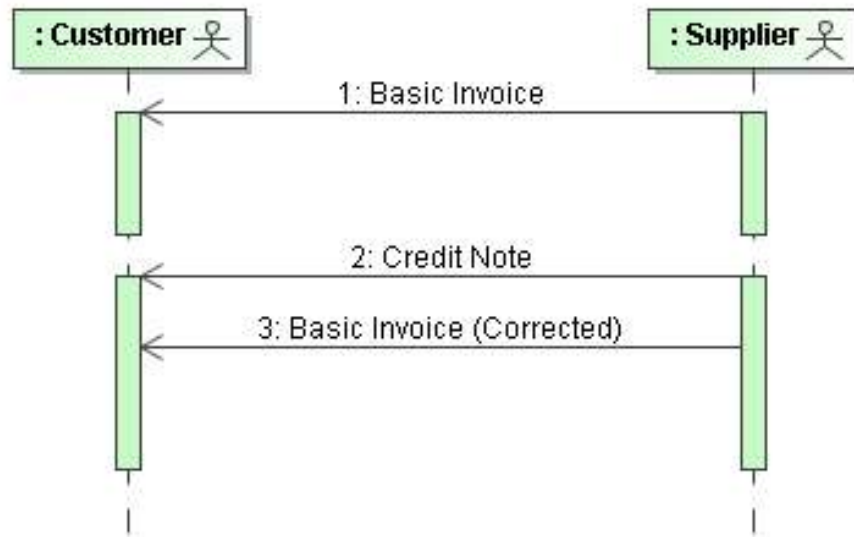 : Customer
: Supplier
1: Basic Invoice
2: Credit Note
3: Basic Invoice (Corrected)